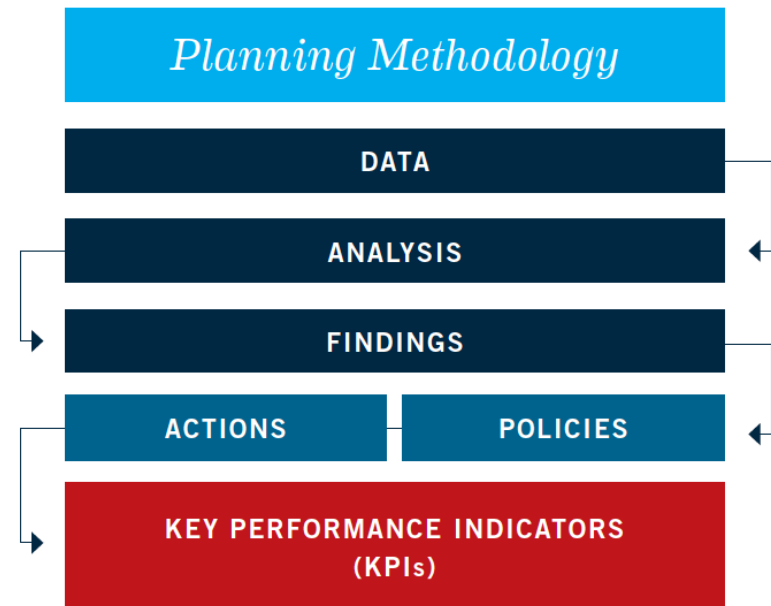 Planning Methodology
DATA
ANALYSIS
FINDINGS
ACTIONS
POLICIES
KEY PERFORMANCE INDICATORS
(KPIs)